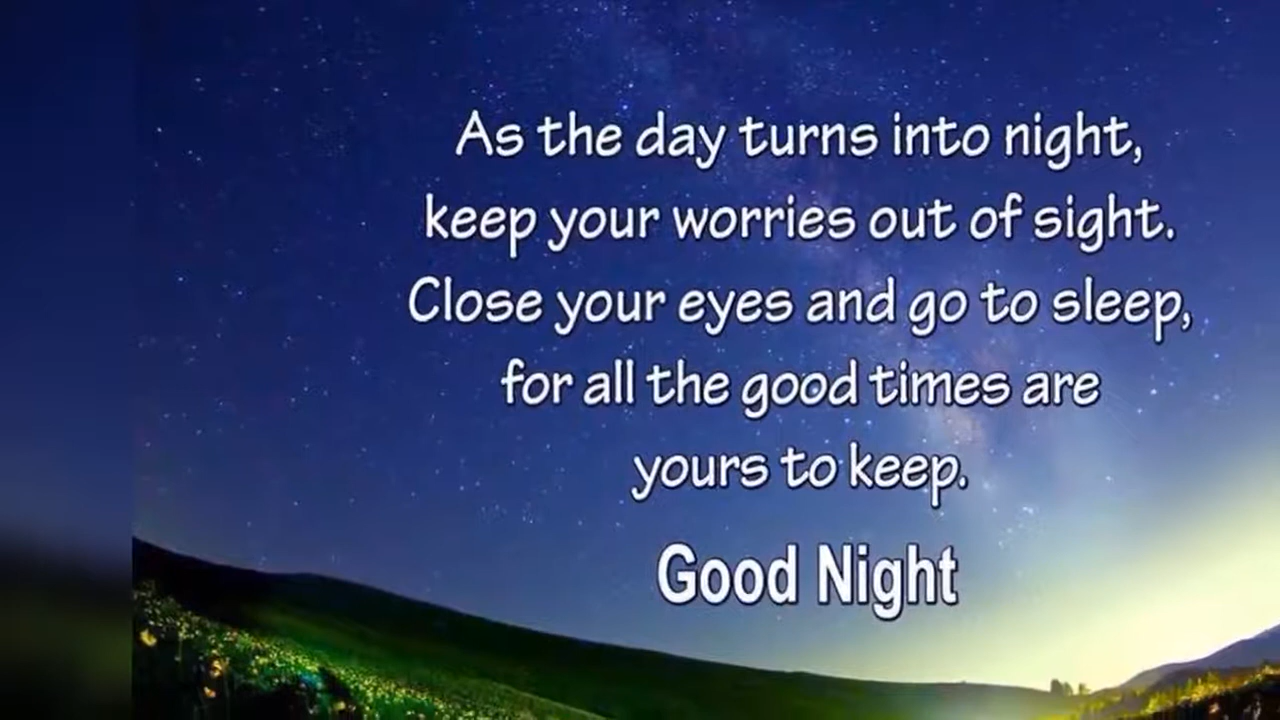 As the day turns into night,
keep your worries out of sight.
Close your eyes and go to sleep,
for all the good times are
yours to keep.
Good Night